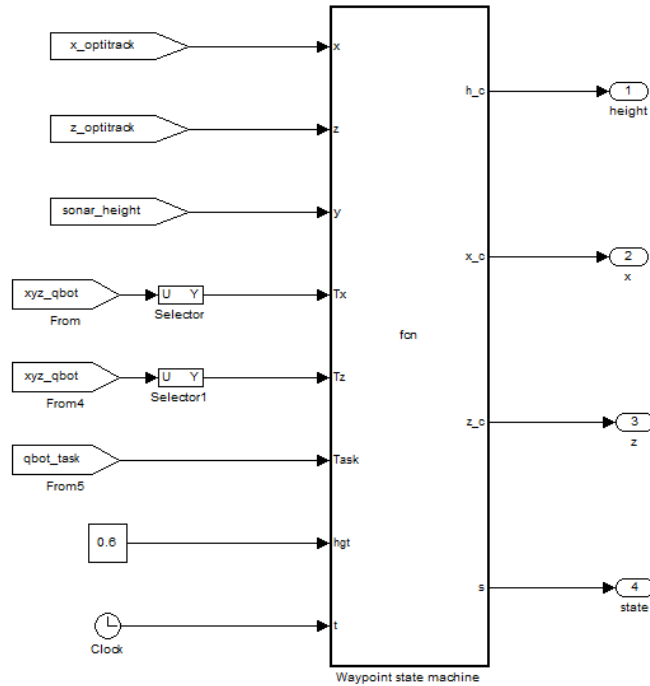 x_optitrack
x
h_c
1
height
z_optitrack
z
sonar_height
y
x_c
2
x
xyz_qbot
From
U Y
Selector
Tx
fcn
xyz_qbot
From4
U Y
Selector1
Tz
z_c
3
z
qbot_task
From5
Task
0.6
hgt
s
4
state
Clock
t
Waypoint state machine